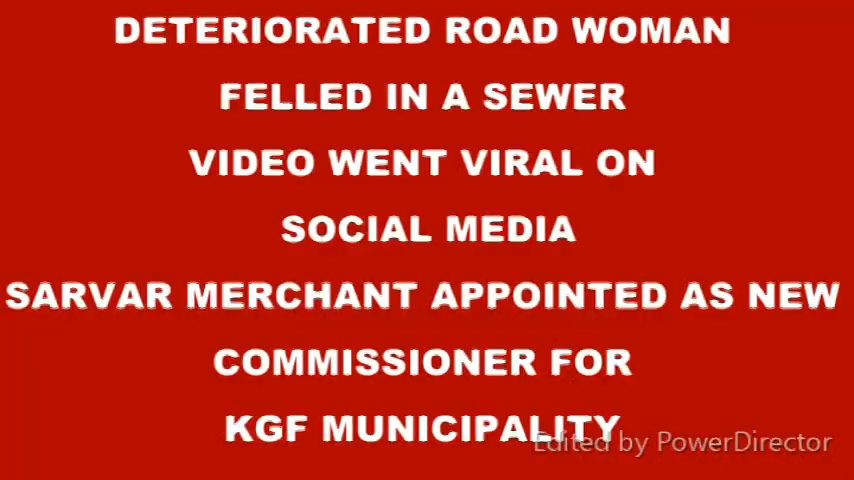 DETERIORATED ROAD WOMAN
FELLED IN A SEWER
VIDEO WENT VIRAL ON
SOCIAL MEDIA
SARVAR MERCHANT APPOINTED AS NEW
COMMISSIONER FOR
KGF MUNICIPALITY
Edited by PowerDirector